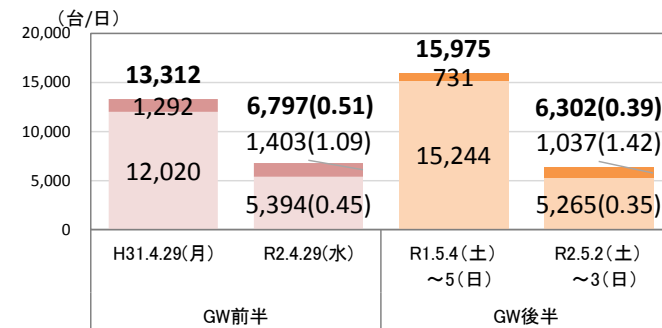 (台/日)
20,000
15,000
10,000
5,000
0
13,312
1,292
12,020
6,797(0.51)
1,403(1.09)
5,394(0.45)
15,975
731
15,244
6,302(0.39)
1,037(1.42)
5,265(0.35)
H31.4.29(月)
R2.4.29(水)
R1.5.4(土)
～5(日)
R2.5.2(土)
～3(日)
GW前半
GW後半